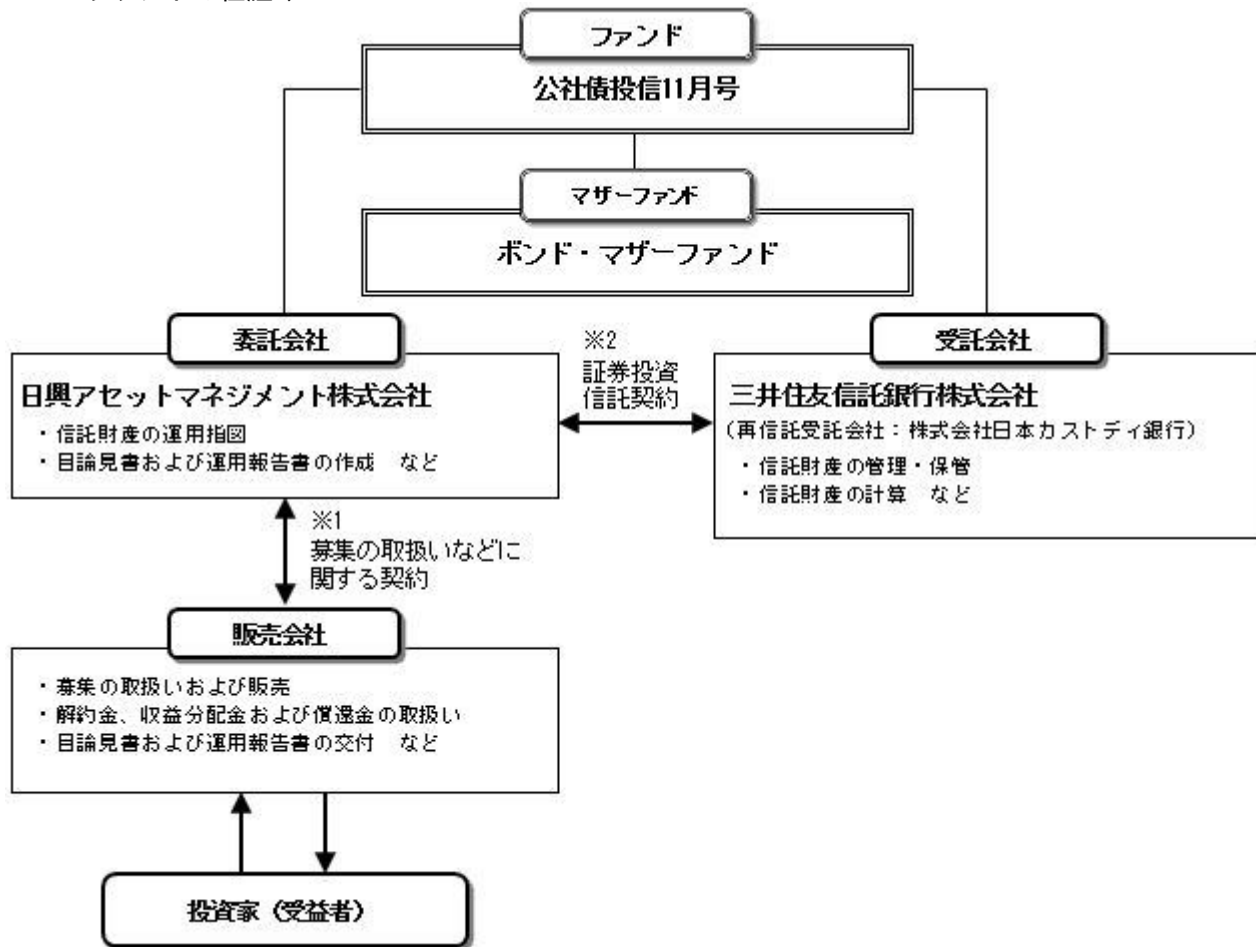 ファンド
公社債投信11月号
マザーファンド
ボンド・マザーファンド
委託会社
日興アセットマネジメント株式会社
・信託財産の運用指図
・目論見書および運用報告書の作成　など
※2
証券投資
信託契約
受託会社
三井住友信託銀行株式会社
（再信託受託会社：株式会社日本カストディ銀行）
・信託財産の管理・保管
・信託財産の計算　など
※1
募集の取扱いなどに
関する契約
販売会社
・募集の取扱いおよび販売
・解約金、収益分配金および償還金の取扱い
・目論見書および運用報告書の交付　など
投資家（受益者）